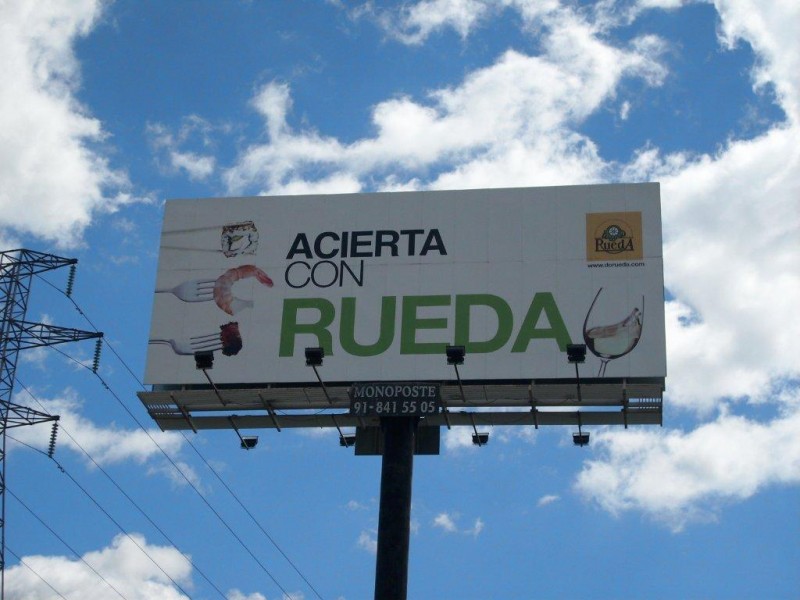 ACIERTA
CON
RUEDA
RuedA
www.dorueda.com
MONOPOSTE
91-841 55 05